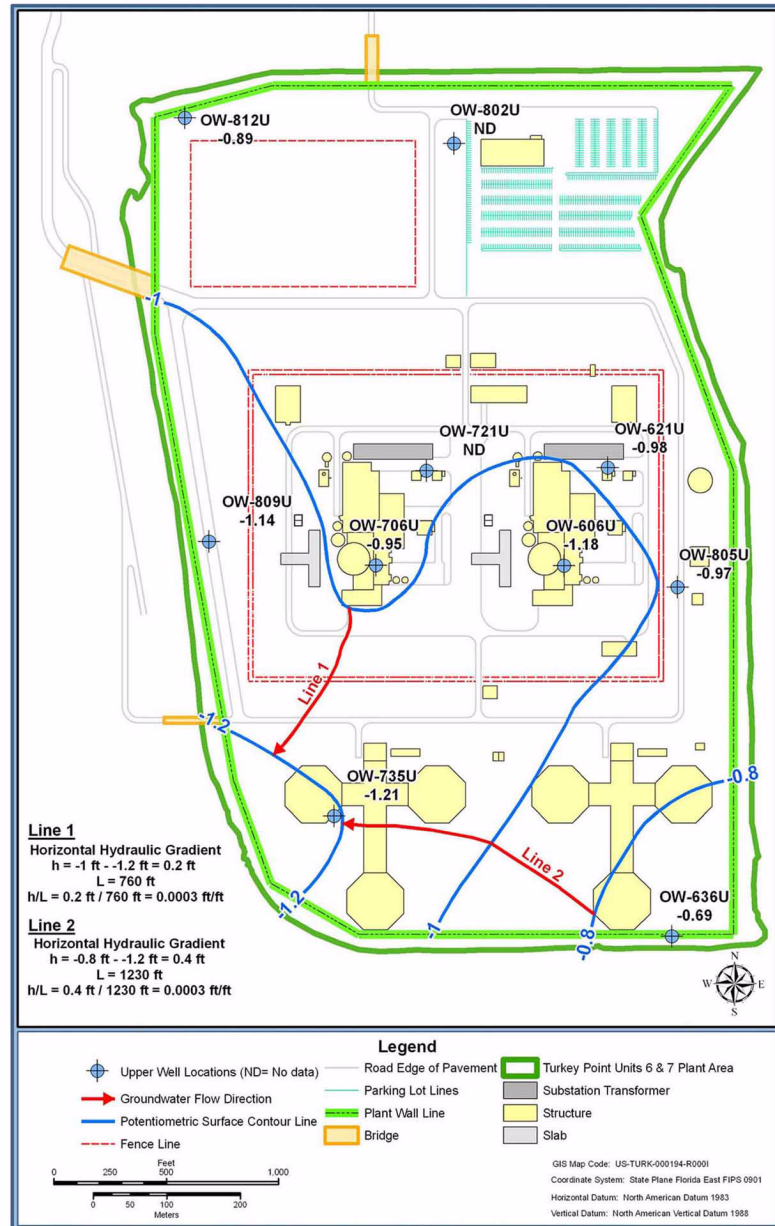 OW-812U
-0.89
OW-802U
ND
-1
OW-721U
ND
OW-621U
-0.98
OW-809U
-1.14
OW-706U
-0.95
OW-606U
-1.18
OW-805U
-0.97
Line 1
-1.2
OW-735U
-1.21
-0.8
Line 2
-1.2
-1
-0.8
OW-636U
-0.69
Line 1
Horizontal Hydraulic Gradient
h = -1 ft - -1.2 ft = 0.2 ft
L = 760 ft
h/L = 0.2 ft / 760 ft = 0.0003 ft/ft
Line 2
Horizontal Hydraulic Gradient
h = -0.8 ft - -1.2 ft = 0.4 ft
L = 1230 ft
h/L = 0.4 ft / 1230 ft = 0.0003 ft/ft
N
W E
S
Legend
Upper Well Locations (ND= No data)
Groundwater Flow Direction
Potentiometric Surface Contour Line
Fence Line
Road Edge of Pavement
Parking Lot Lines
Plant Wall Line
Bridge
Turkey Point Units 6 & 7 Plant Area
Substation Transformer
Structure
Slab
Feet
0 250 500 1,000
0 50 100 200
Meters
GIS Map Code: US-TURK-000194-R000I
Coordinate System: State Plane Florida East FIPS 0901
Horizontal Datum: North American Datum 1983
Vertical Datum: North American Vertical Datum 1988